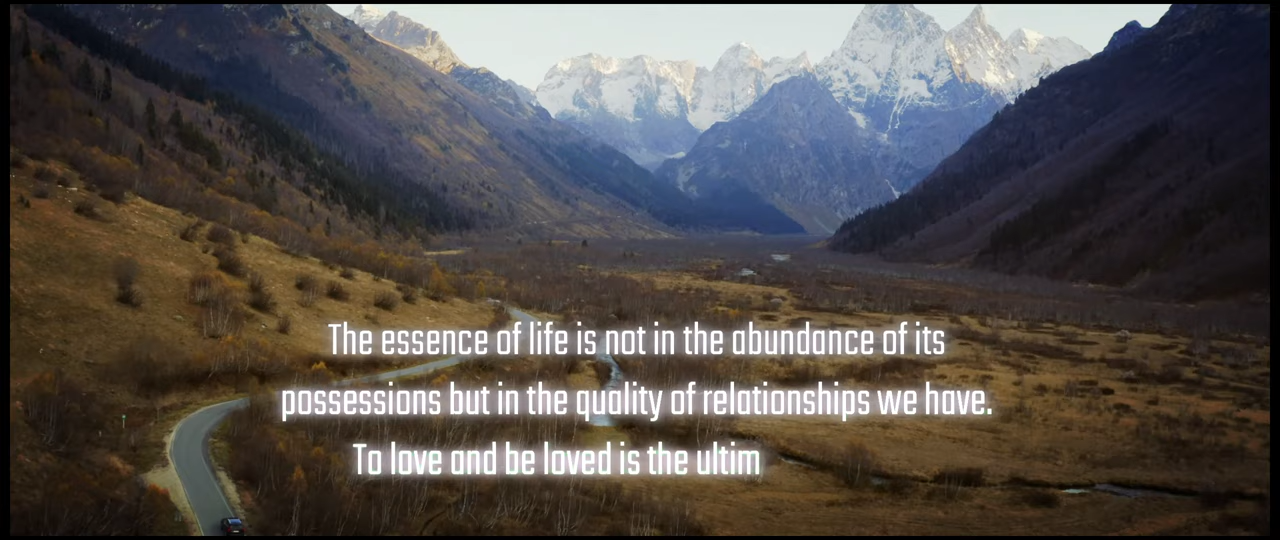 The essence of life is not in the abundance of its
possessions but in the quality of relationships we have.
To love and be loved is the ultim